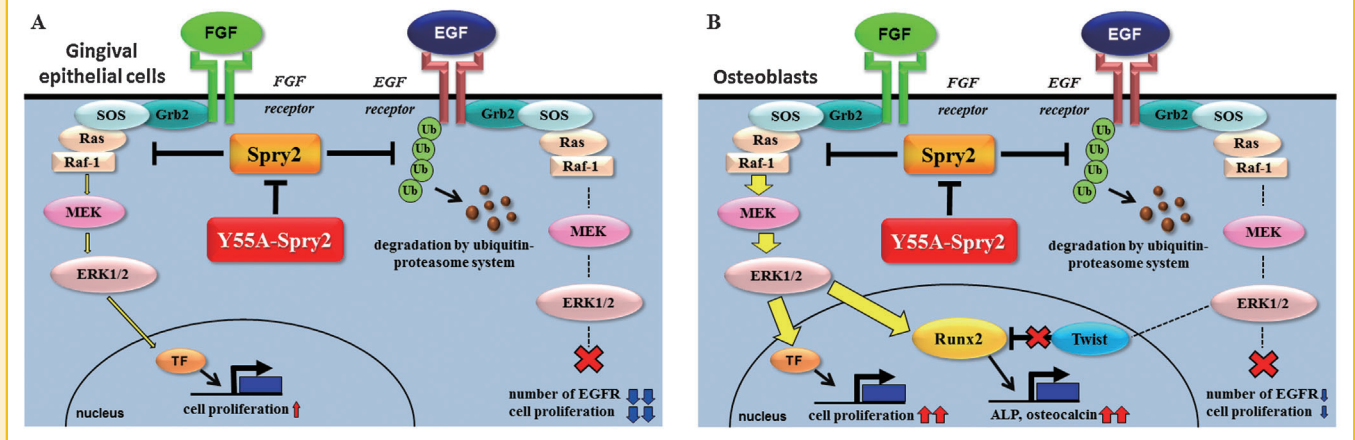 A
Gingival
epithelial cells
FGF
EGF
FGF
receptor
EGF
receptor
SOS
Grb2
Ras
Raf-1
MEK
ERK1/2
Spry2
Y55A-Spry2
Ub
Ub
Ub
Ub
degradation by ubiquitin-
proteasome system
Grb2
SOS
Ras
Raf-1
MEK
ERK1/2
TF
cell proliferation
nucleus
number of EGFR
cell proliferation
B
Osteoblasts
FGF
EGF
FGF
receptor
EGF
receptor
SOS
Grb2
Ras
Raf-1
MEK
ERK1/2
Spry2
Y55A-Spry2
Ub
Ub
Ub
Ub
degradation by ubiquitin-
proteasome system
Grb2
SOS
Ras
Raf-1
MEK
ERK1/2
Runx2
Twist
TF
cell proliferation
ALP, osteocalcin
nucleus
number of EGFR
cell proliferation